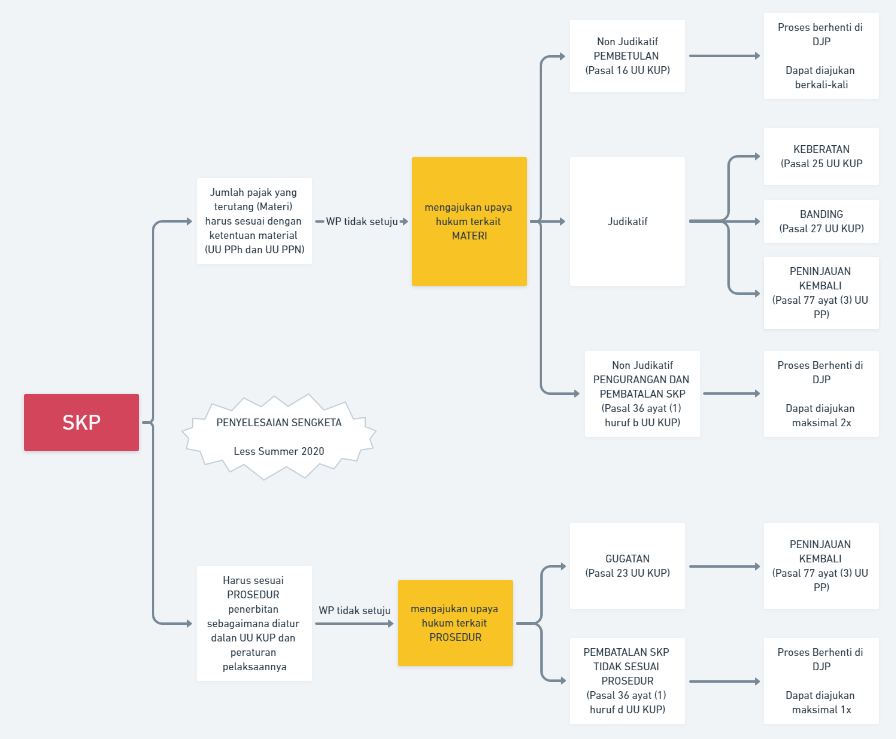 SKP
PENYELESAIAN SENGKETA
Less Summer 2020
Jumlah pajak yang
terutang (Materi)
harus sesuai dengan
ketentuan material
(UU PPh dan UU PPN)
WP tidak setuju
mengajukan upaya
hukum terkait
MATERI
Non Judikatif
PEMBETULAN
(Pasal 16 UU KUP)
Proses berhenti di
DJP
Dapat diajukan
berkali-kali
Judikatif
KEBERATAN
(Pasal 25 UU KUP
BANDING
(Pasal 27 UU KUP)
PENINJAUAN
KEMBALI
(Pasal 77 ayat (3) UU
PP)
Non Judikatif
PENGURANGAN DAN
PEMBATALAN SKP
(Pasal 36 ayat (1)
huruf b UU KUP)
Proses Berhenti di
DJP
Dapat diajukan
maksimal 2x
Harus sesuai
PROSEDUR
penerbitan
sebagaimana diatur
dalan UU KUP dan
peraturan
pelaksaannya
WP tidak setuju
mengajukan upaya
hukum terkait
PROSEDUR
GUGATAN
(Pasal 23 UU KUP)
PENINJAUAN
KEMBALI
(Pasal 77 ayat (3) UU
PP)
PEMBATALAN SKP
TIDAK SESUAI
PROSEDUR
(Pasal 36 ayat (1)
huruf d UU KUP)
Proses Berhenti di
DJP
Dapat diajukan
maksimal 1x